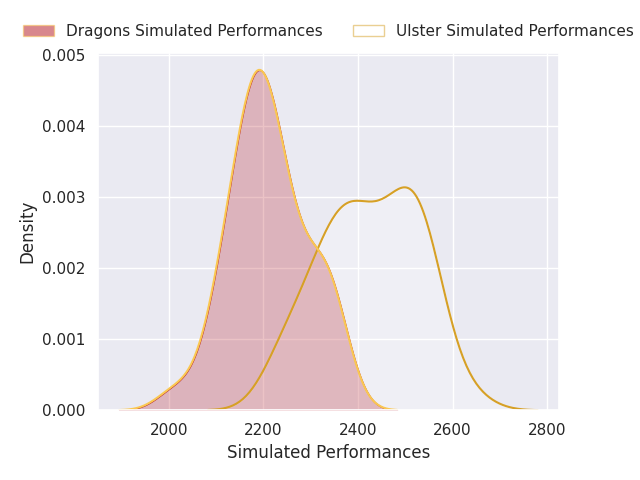 Dragons Simulated Performances
Ulster Simulated Performances
0.005
0.004
0.003
0.002
0.001
0.000
Density
2000
2200
2400
2600
2800
Simulated Performances